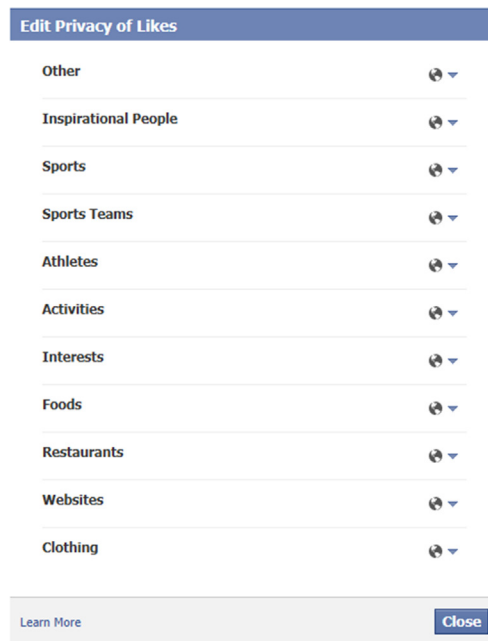 Edit Privacy of Likes
Other
Inspirational People
Sports
Sports Teams
Athletes
Activities
Interests
Foods
Restaurants
Websites
Clothing
Learn More
Close